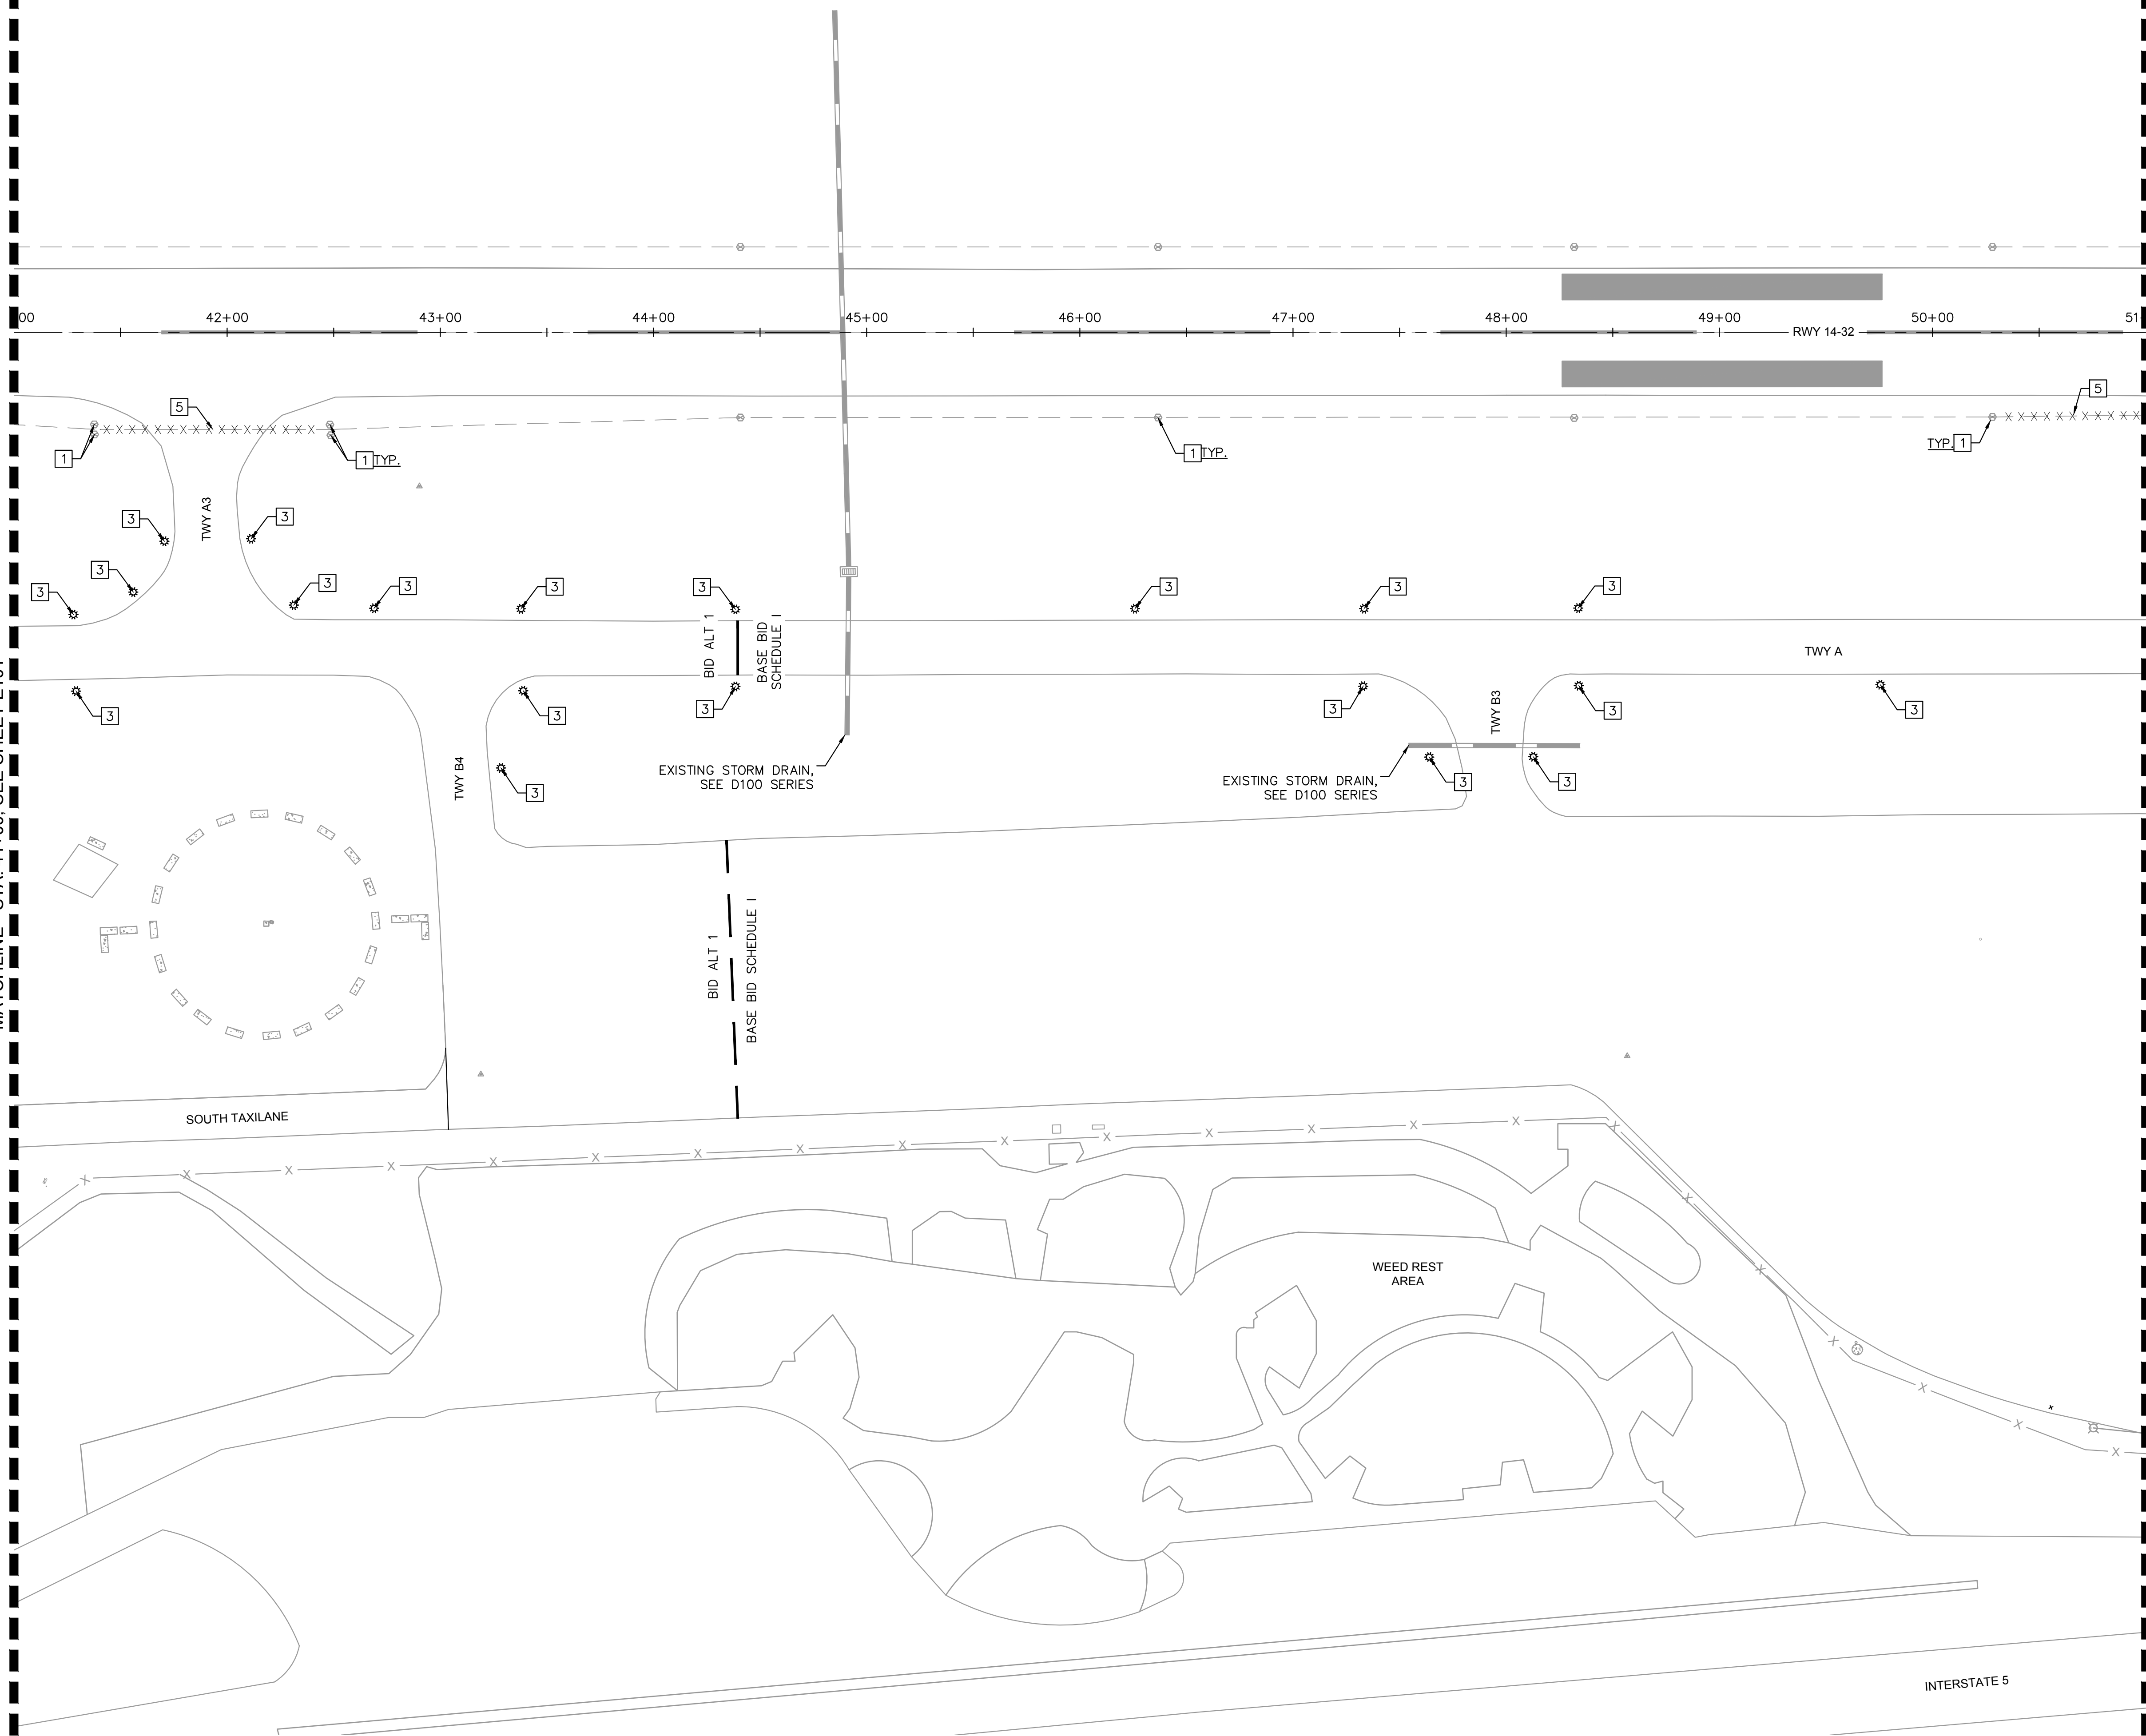 00
42+00
43+00
44+00
45+00
46+00
47+00
48+00
49+00
50+00
51
RWY 14-32
5
5
1
1 TYP.
1 TYP.
TYP. 1
TWY A3
3
3
3
3
3
3
3
3
3
3
3
BID ALT 1
BASE BID
SCHEDULE I
TWY A
3
3
3
3
3
3
TWY B3
TWY B4
3
3
3
EXISTING STORM DRAIN,
SEE D100 SERIES
EXISTING STORM DRAIN,
SEE D100 SERIES
BID ALT 1
BASE BID SCHEDULE I
SOUTH TAXILANE
WEED REST
AREA
INTERSTATE 5